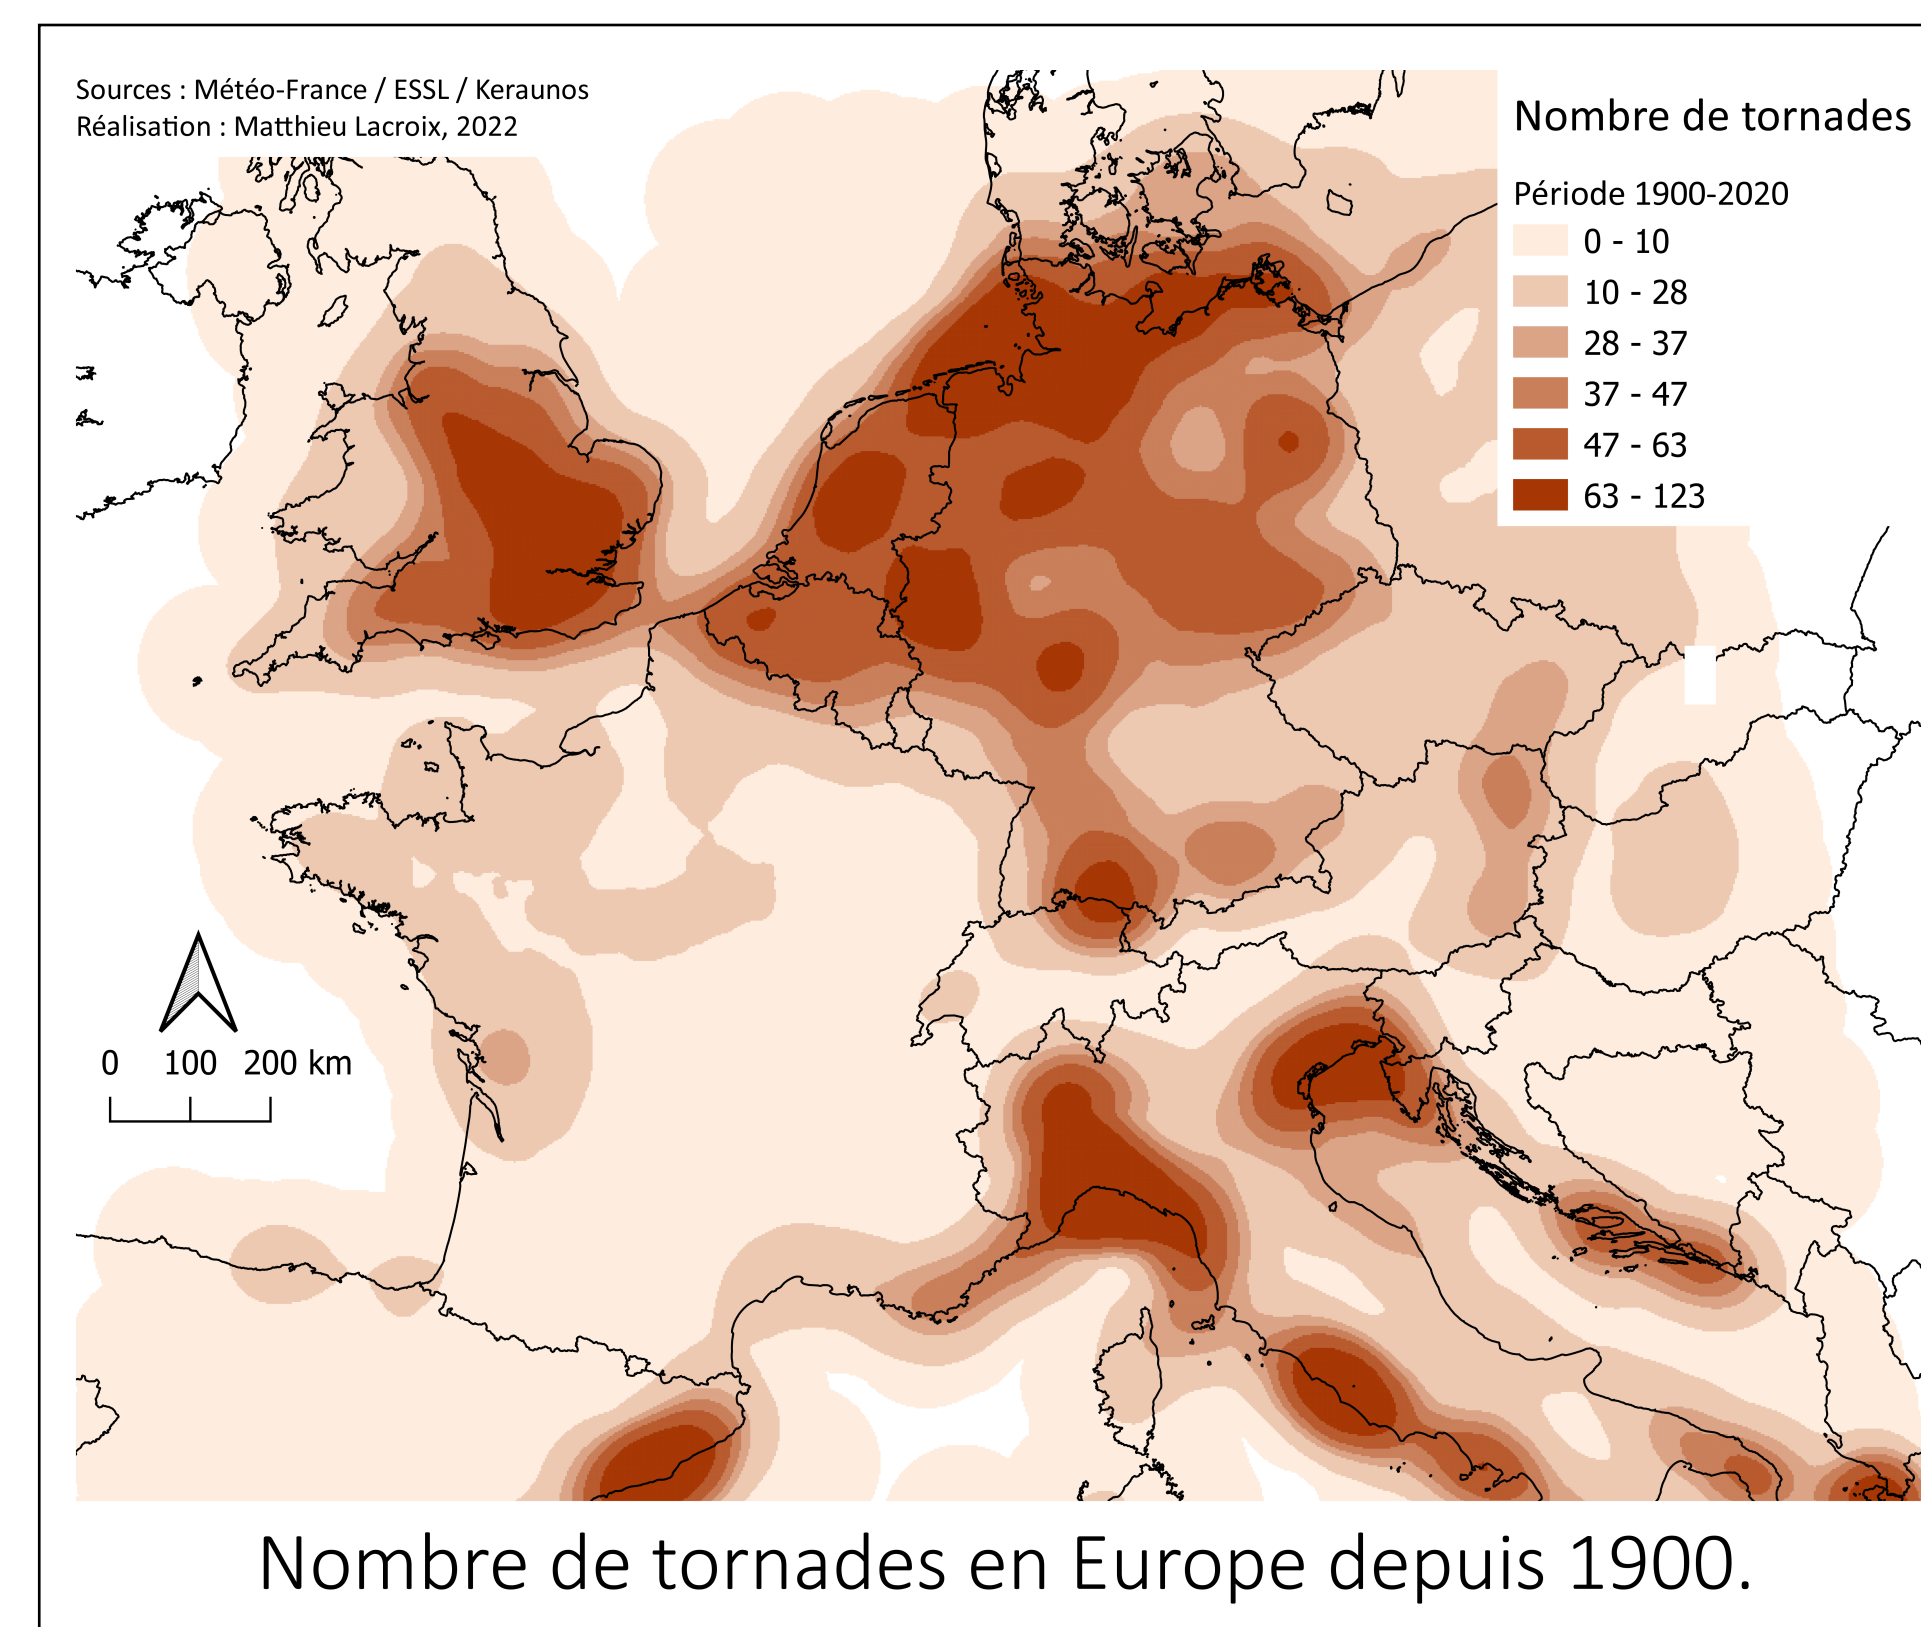 Sources : Météo-France / ESSL / Keraunos
Réalisation : Matthieu Lacroix, 2022
Nombre de tornades
Période 1900-2020
0 - 10
10 - 28
28 - 37
37 - 47
47 - 63
63 - 123
0 100 200 km
Nombre de tornades en Europe depuis 1900.